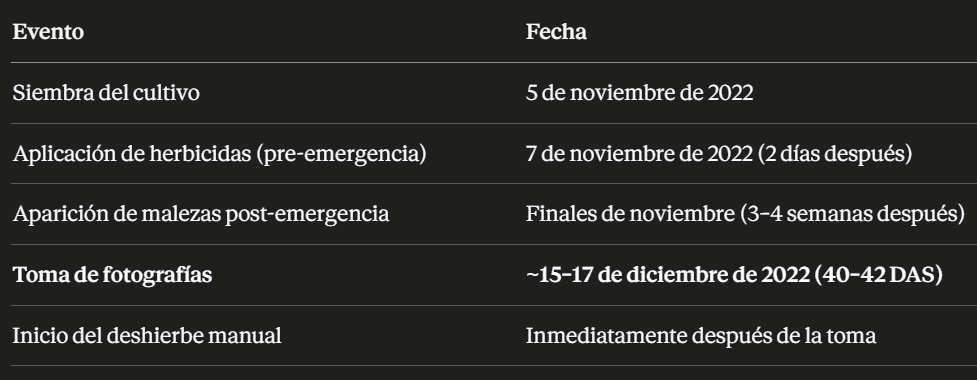 Evento Fecha
Siembra del cultivo 5 de noviembre de 2022
Aplicación de herbicidas (pre-emergencia) 7 de noviembre de 2022 (2 días después)
Aparición de malezas post-emergencia Finales de noviembre (3–4 semanas después)
Toma de fotografías ~15–17 de diciembre de 2022 (40–42 DAS)
Inicio del deshierbe manual Inmediatamente después de la toma